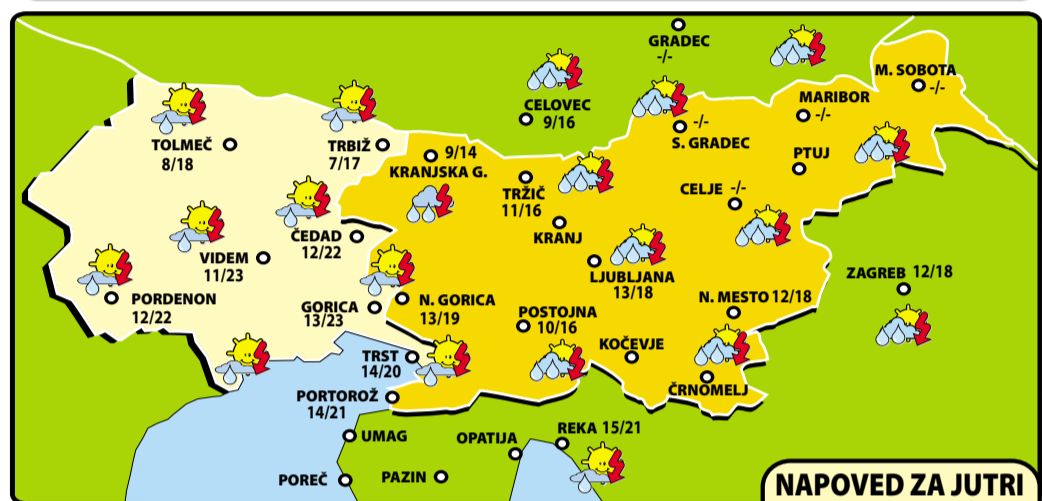 GRADEC
-/-
M. SOBOTA
-/-
CELOVEC
9/16
MARIBOR
-/-
-/-
S. GRADEC
TOLMEČ
8/18
TRBIŽ
7/17
9/14
KRANJSKA G.
PTUJ
TRŽIČ
11/16
CELJE -/-
KRANJ
ČEDAD
12/22
VIDEM
11/23
LJUBLJANA
13/18
ZAGREB 12/18
PORDENON
12/22
GORICA
13/23
N. GORICA
13/19
N. MESTO 12/18
POSTOJNA
10/16
KOČEVJE
TRST
14/20
ČRNOMELJ
PORTOROŽ
14/21
UMAG
OPATIJA
REKA 15/21
POREČ
PAZIN
NAPOVED ZA JUTRI